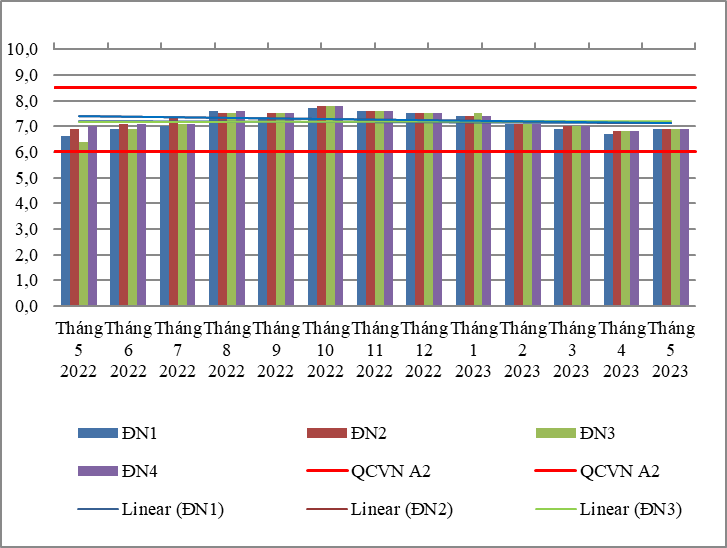 10,0
9,0
8,0
7,0
6,0
5,0
4,0
3,0
2,0
1,0
0,0
Tháng Tháng Tháng Tháng Tháng Tháng Tháng Tháng Tháng Tháng Tháng Tháng Tháng
5 6 7 8 9 10 11 12 1 2 3 4 5
2022 2022 2022 2022 2022 2022 2022 2022 2023 2023 2023 2023 2023
ĐN1 ĐN2 ĐN3
ĐN4 QCVN A2 QCVN A2
Linear (ĐN1) Linear (ĐN2) Linear (ĐN3)